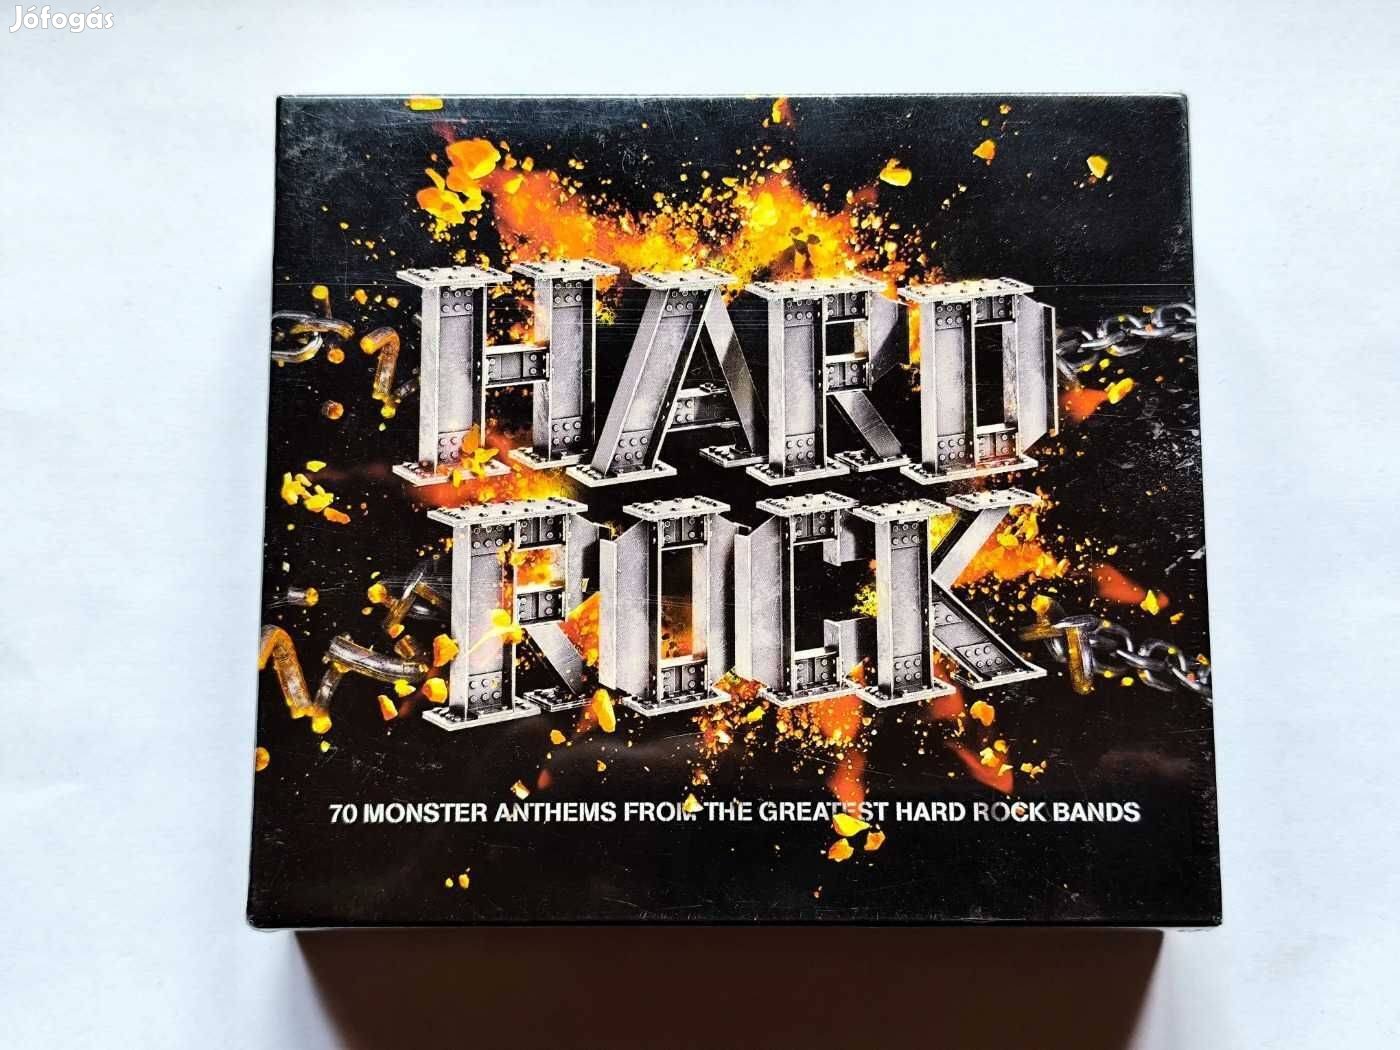 Jófogás
HARD
ROCK
70 MONSTER ANTHEMS FROM THE GREATEST HARD ROCK BANDS